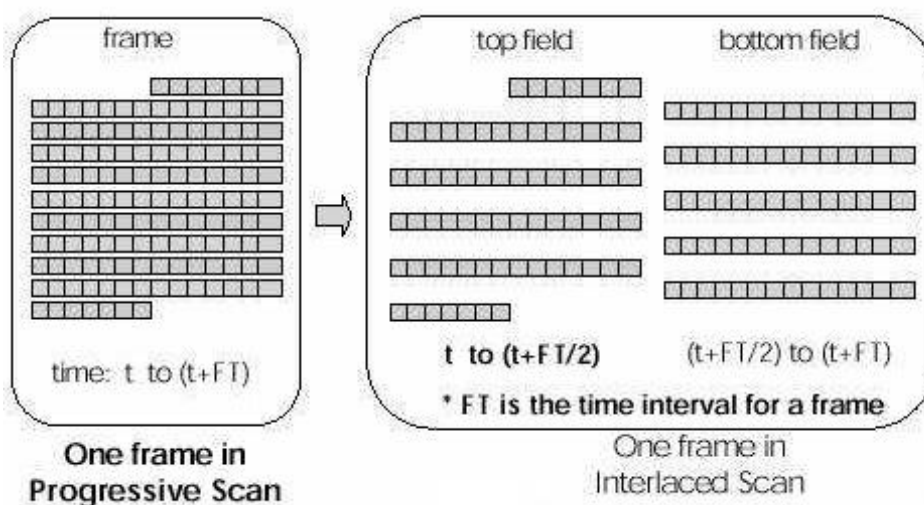 frame
time: t to (t+FT)
One frame in
Progressive Scan
top field
bottom field
t to (t+FT/2)
(t+FT/2) to (t+FT)
* FT is the time interval for a frame
One frame in
Interlaced Scan